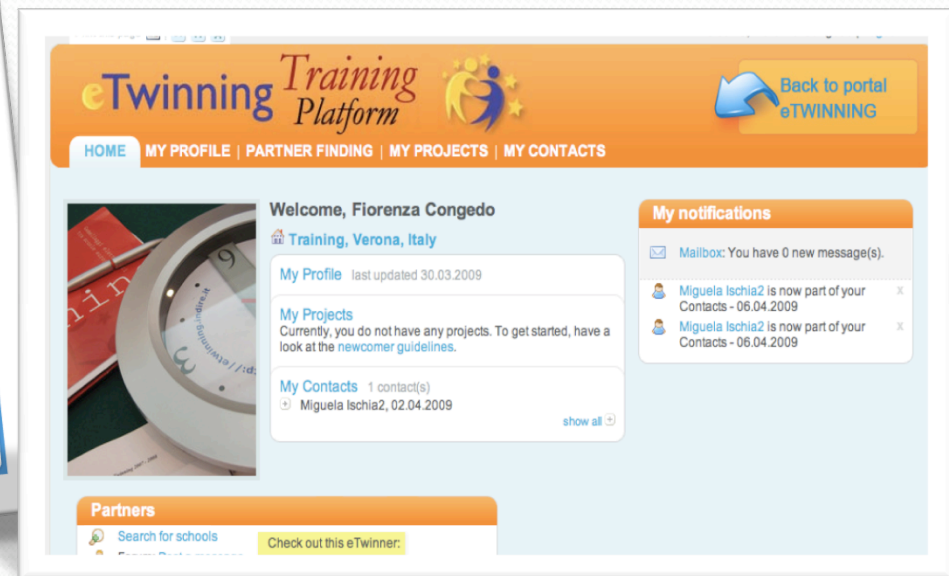 eTwinning Training Platform
Back to portal
eTWINNING
HOME MY PROFILE | PARTNER FINDING | MY PROJECTS | MY CONTACTS
Welcome, Fiorenza Congedo
Training, Verona, Italy
My Profile last updated 30.03.2009
My Projects
Currently, you do not have any projects. To get started, have a
look at the newcomer guidelines.
My Contacts 1 contact(s)
Miguela Ischia2, 02.04.2009
show all
My notifications
Mailbox: You have 0 new message(s).
Miguela Ischia2 is now part of your X
Contacts - 06.04.2009
Miguela Ischia2 is now part of your X
Contacts - 06.04.2009
Partners
Search for schools
Check out this eTwinner: